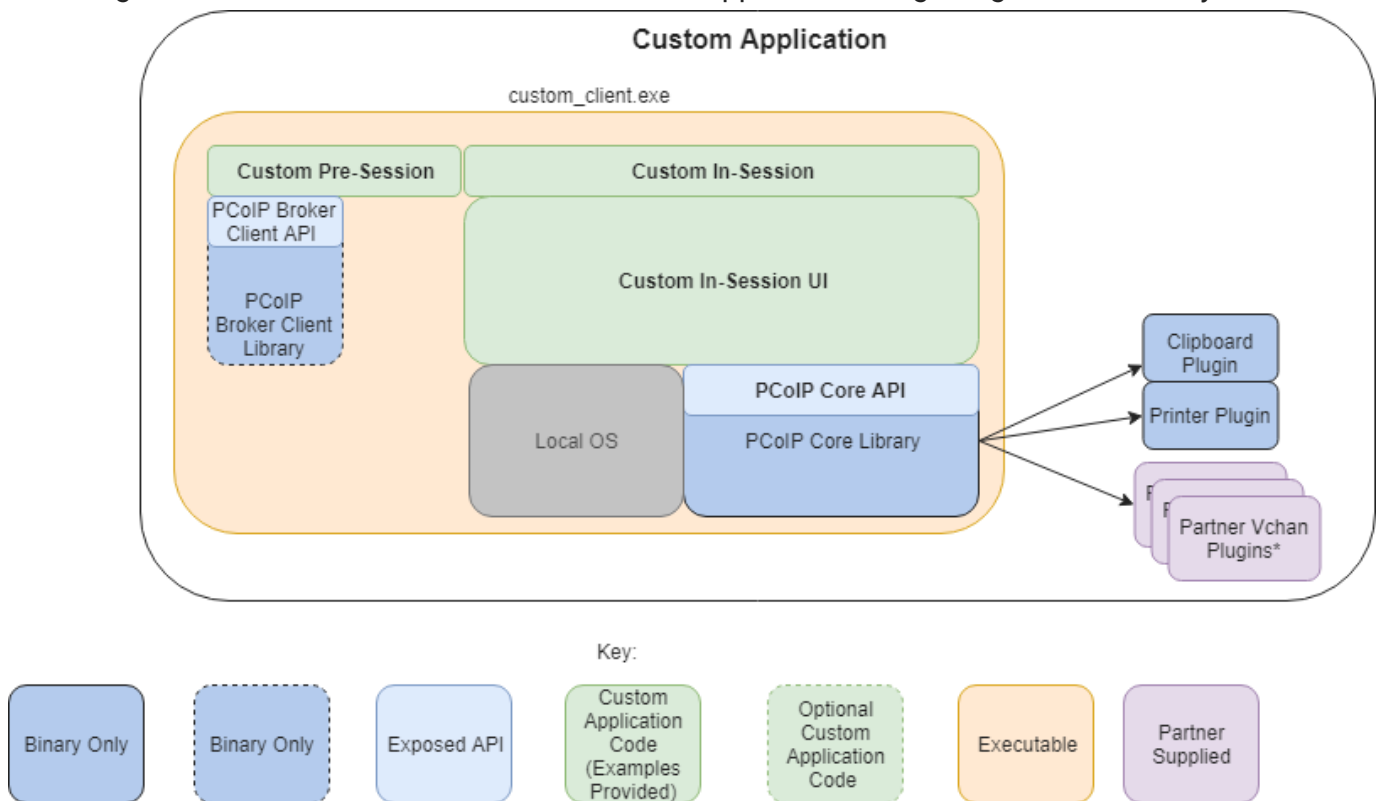 Custom Application
custom_client.exe
Custom Pre-Session
Custom In-Session
PCoIP Broker
Client API
PCoIP
Broker Client
Library
Custom In-Session UI
Local OS
PCoIP Core API
PCoIP Core Library
Clipboard
Plugin
Printer Plugin
Partner Vchan
Plugins*
Key:
Binary Only
Binary Only
Exposed API
Custom
Application
Code
(Examples
Provided)
Optional
Custom
Application
Code
Executable
Partner
Supplied